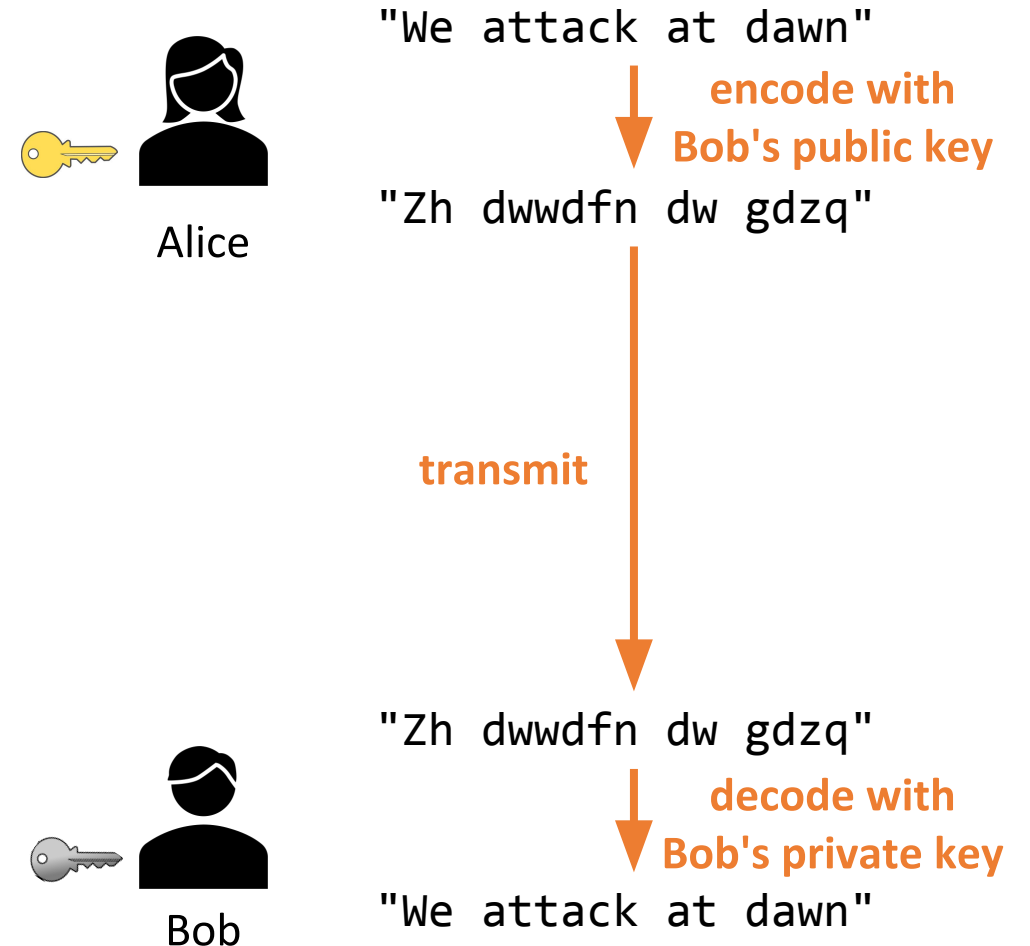 "We attack at dawn"
encode with
Bob's public key
"Zh dwwdfn dw gdzq"
Alice
transmit
"Zh dwwdfn dw gdzq"
decode with
Bob's private key
"We attack at dawn"
Bob